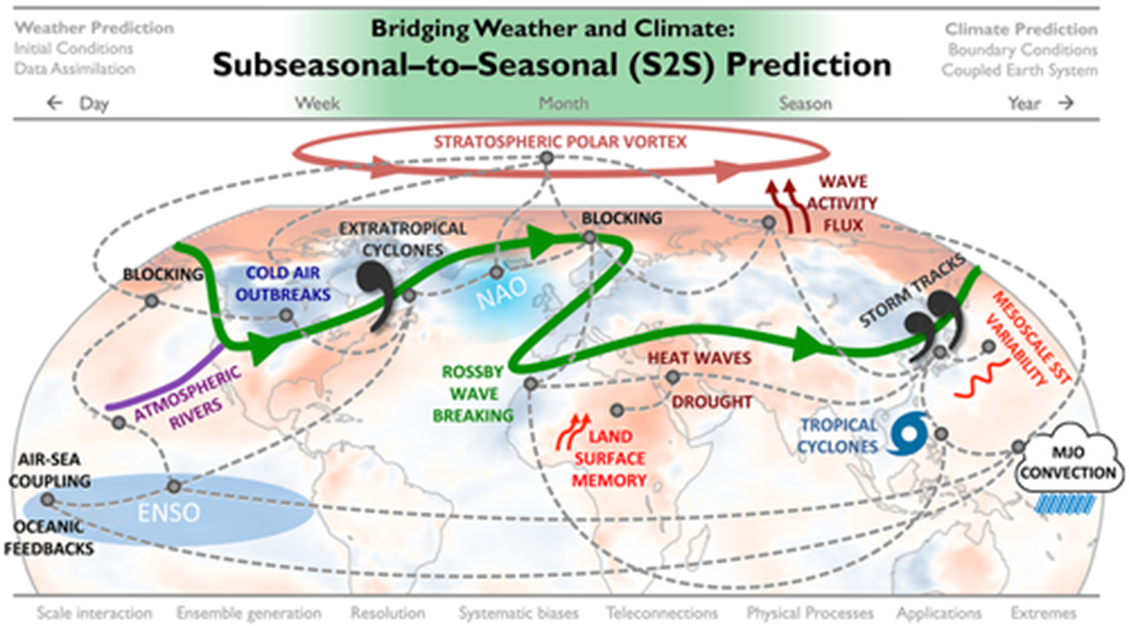 Weather Prediction
Initial Conditions
Data Assimilation
Bridging Weather and Climate:
Subseasonal–to–Seasonal (S2S) Prediction
Climate Prediction
Boundary Conditions
Coupled Earth System
← Day
Week
Month
Season
Year →
STRATOSPHERIC POLAR VORTEX
WAVE
ACTIVITY
FLUX
BLOCKING
EXTRATROPICAL
CYCLONES
BLOCKING
COLD AIR
OUTBREAKS
NAO
STORM TRACKS
MESOSCALE SST
VARIABILITY
ATMOSPHERIC
RIVERS
ROSSBY
WAVE
BREAKING
HEAT WAVES
DROUGHT
LAND
SURFACE
MEMORY
TROPICAL
CYCLONES
MJO
CONVECTION
AIR-SEA
COUPLING
ENSO
OCEANIC
FEEDBACKS
Scale interaction
Ensemble generation
Resolution
Systematic biases
Teleconnections
Physical Processes
Applications
Extremes